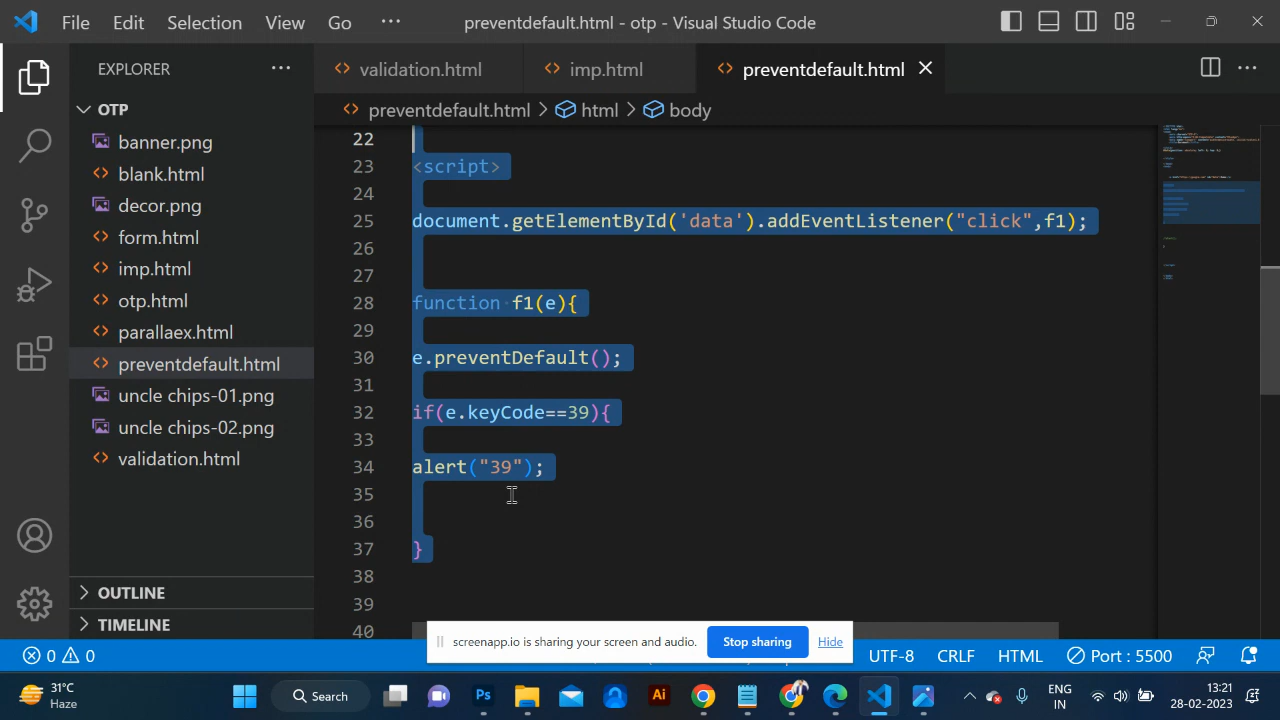 File Edit Selection View Go ··· preventdefault.html - otp - Visual Studio Code
EXPLORER ···
OTP
banner.png
blank.html
decor.png
form.html
imp.html
otp.html
parallaex.html
preventdefault.html
uncle chips-01.png
uncle chips-02.png
validation.html
OUTLINE
TIMELINE
validation.html imp.html preventdefault.html
preventdefault.html > html > body
22
23 <script>
24
25 document.getElementById('data').addEventListener("click",f1);
26
27
28 function f1(e){
29
30 e.preventDefault();
31
32 if(e.keyCode==39){
33
34 alert("39");
35
36
37 }
38
39
40
screenapp.io is sharing your screen and audio. Stop sharing Hide
0 0 UTF-8 CRLF HTML Port : 5500
31°C
Haze
Search
Ps
Ai
ENG
IN
13:21
28-02-2023